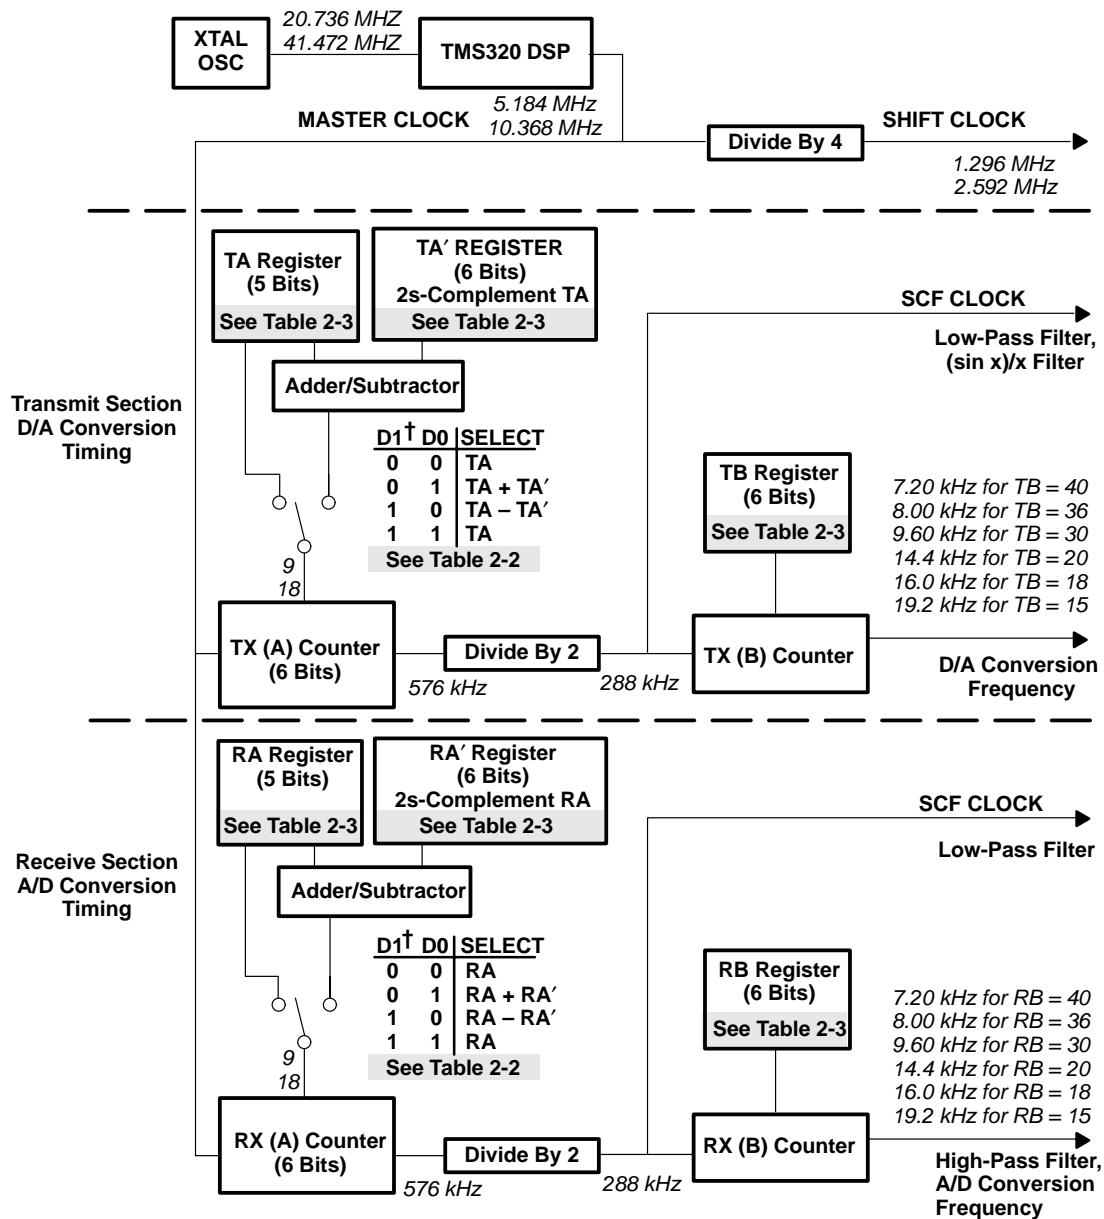 XTAL
OSC
20.736 MHZ
41.472 MHZ
TMS320 DSP
MASTER CLOCK
5.184 MHz
10.368 MHz
Divide By 4
SHIFT CLOCK
1.296 MHz
2.592 MHz
Transmit Section
D/A Conversion
Timing
TA Register
(5 Bits)
See Table 2-3
TA′ REGISTER
(6 Bits)
2s-Complement TA
See Table 2-3
Adder/Subtractor
D1† D0 SELECT
0 0 TA
0 1 TA + TA′
1 0 TA – TA′
1 1 TA
See Table 2-2
9
18
TX (A) Counter
(6 Bits)
576 kHz
Divide By 2
288 kHz
SCF CLOCK
Low-Pass Filter,
(sin x)/x Filter
TB Register
(6 Bits)
See Table 2-3
TX (B) Counter
7.20 kHz for TB = 40
8.00 kHz for TB = 36
9.60 kHz for TB = 30
14.4 kHz for TB = 20
16.0 kHz for TB = 18
19.2 kHz for TB = 15
D/A Conversion
Frequency
Receive Section
A/D Conversion
Timing
RA Register
(5 Bits)
See Table 2-3
RA′ Register
(6 Bits)
2s-Complement RA
See Table 2-3
Adder/Subtractor
D1† D0 SELECT
0 0 RA
0 1 RA + RA′
1 0 RA – RA′
1 1 RA
See Table 2-2
9
18
RX (A) Counter
(6 Bits)
576 kHz
Divide By 2
288 kHz
SCF CLOCK
Low-Pass Filter
RB Register
(6 Bits)
See Table 2-3
RX (B) Counter
7.20 kHz for RB = 40
8.00 kHz for RB = 36
9.60 kHz for RB = 30
14.4 kHz for RB = 20
16.0 kHz for RB = 18
19.2 kHz for RB = 15
High-Pass Filter,
A/D Conversion
Frequency